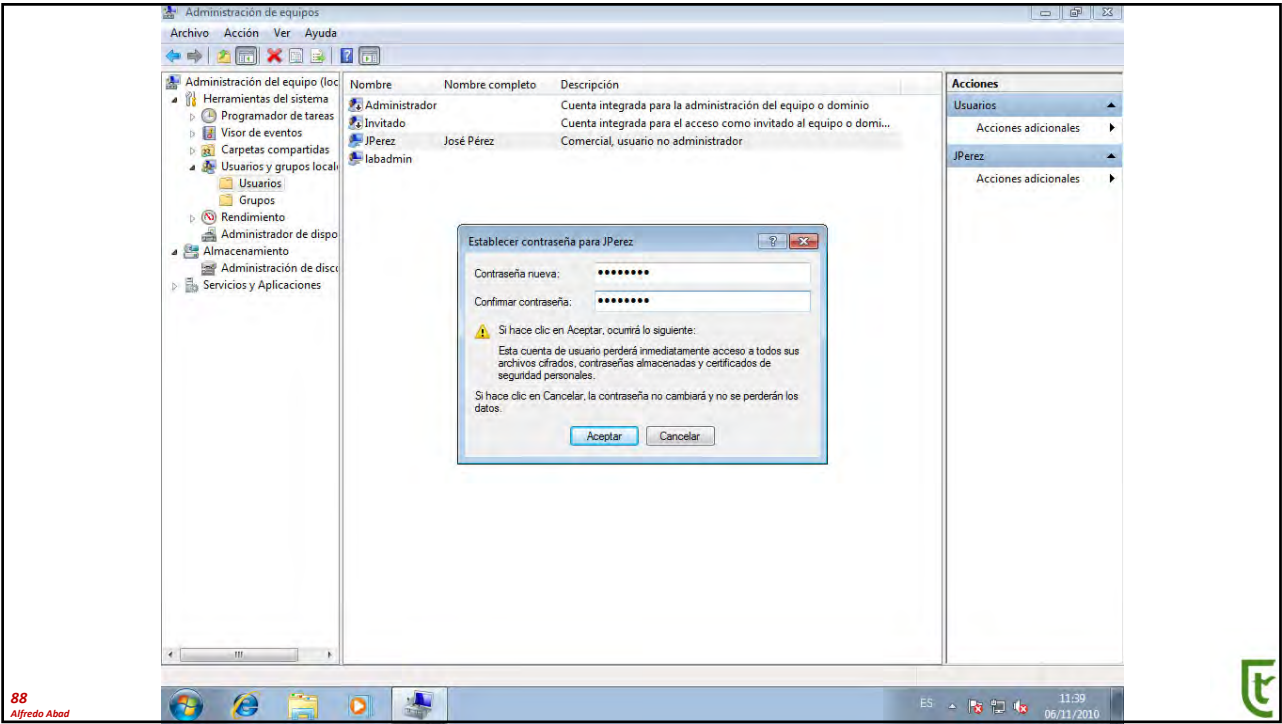 Administración de equipos
Archivo Acción Ver Ayuda
Administración del equipo (loc
Herramientas del sistema
Programador de tareas
Visor de eventos
Carpetas compartidas
Usuarios y grupos local
Usuarios
Grupos
Rendimiento
Administrador de dispo
Almacenamiento
Administración de disc
Servicios y Aplicaciones
Nombre Nombre completo Descripción
Administrador Cuenta integrada para la administración del equipo o dominio
Invitado Cuenta integrada para el acceso como invitado al equipo o domi...
JPerez José Pérez Comercial, usuario no administrador
labadmin
Acciones
Usuarios
Acciones adicionales
JPerez
Acciones adicionales
Establecer contraseña para JPerez
Contraseña nueva: ••••••••
Confirmar contraseña: ••••••••
Si hace clic en Aceptar, ocurrirá lo siguiente:
Esta cuenta de usuario perderá inmediatamente acceso a todos sus
archivos cifrados, contraseñas almacenadas y certificados de
seguridad personales.
Si hace clic en Cancelar, la contraseña no cambiará y no se perderán los
datos.
Aceptar Cancelar
ES
11:39
06/11/2010
88
Alfredo Abad